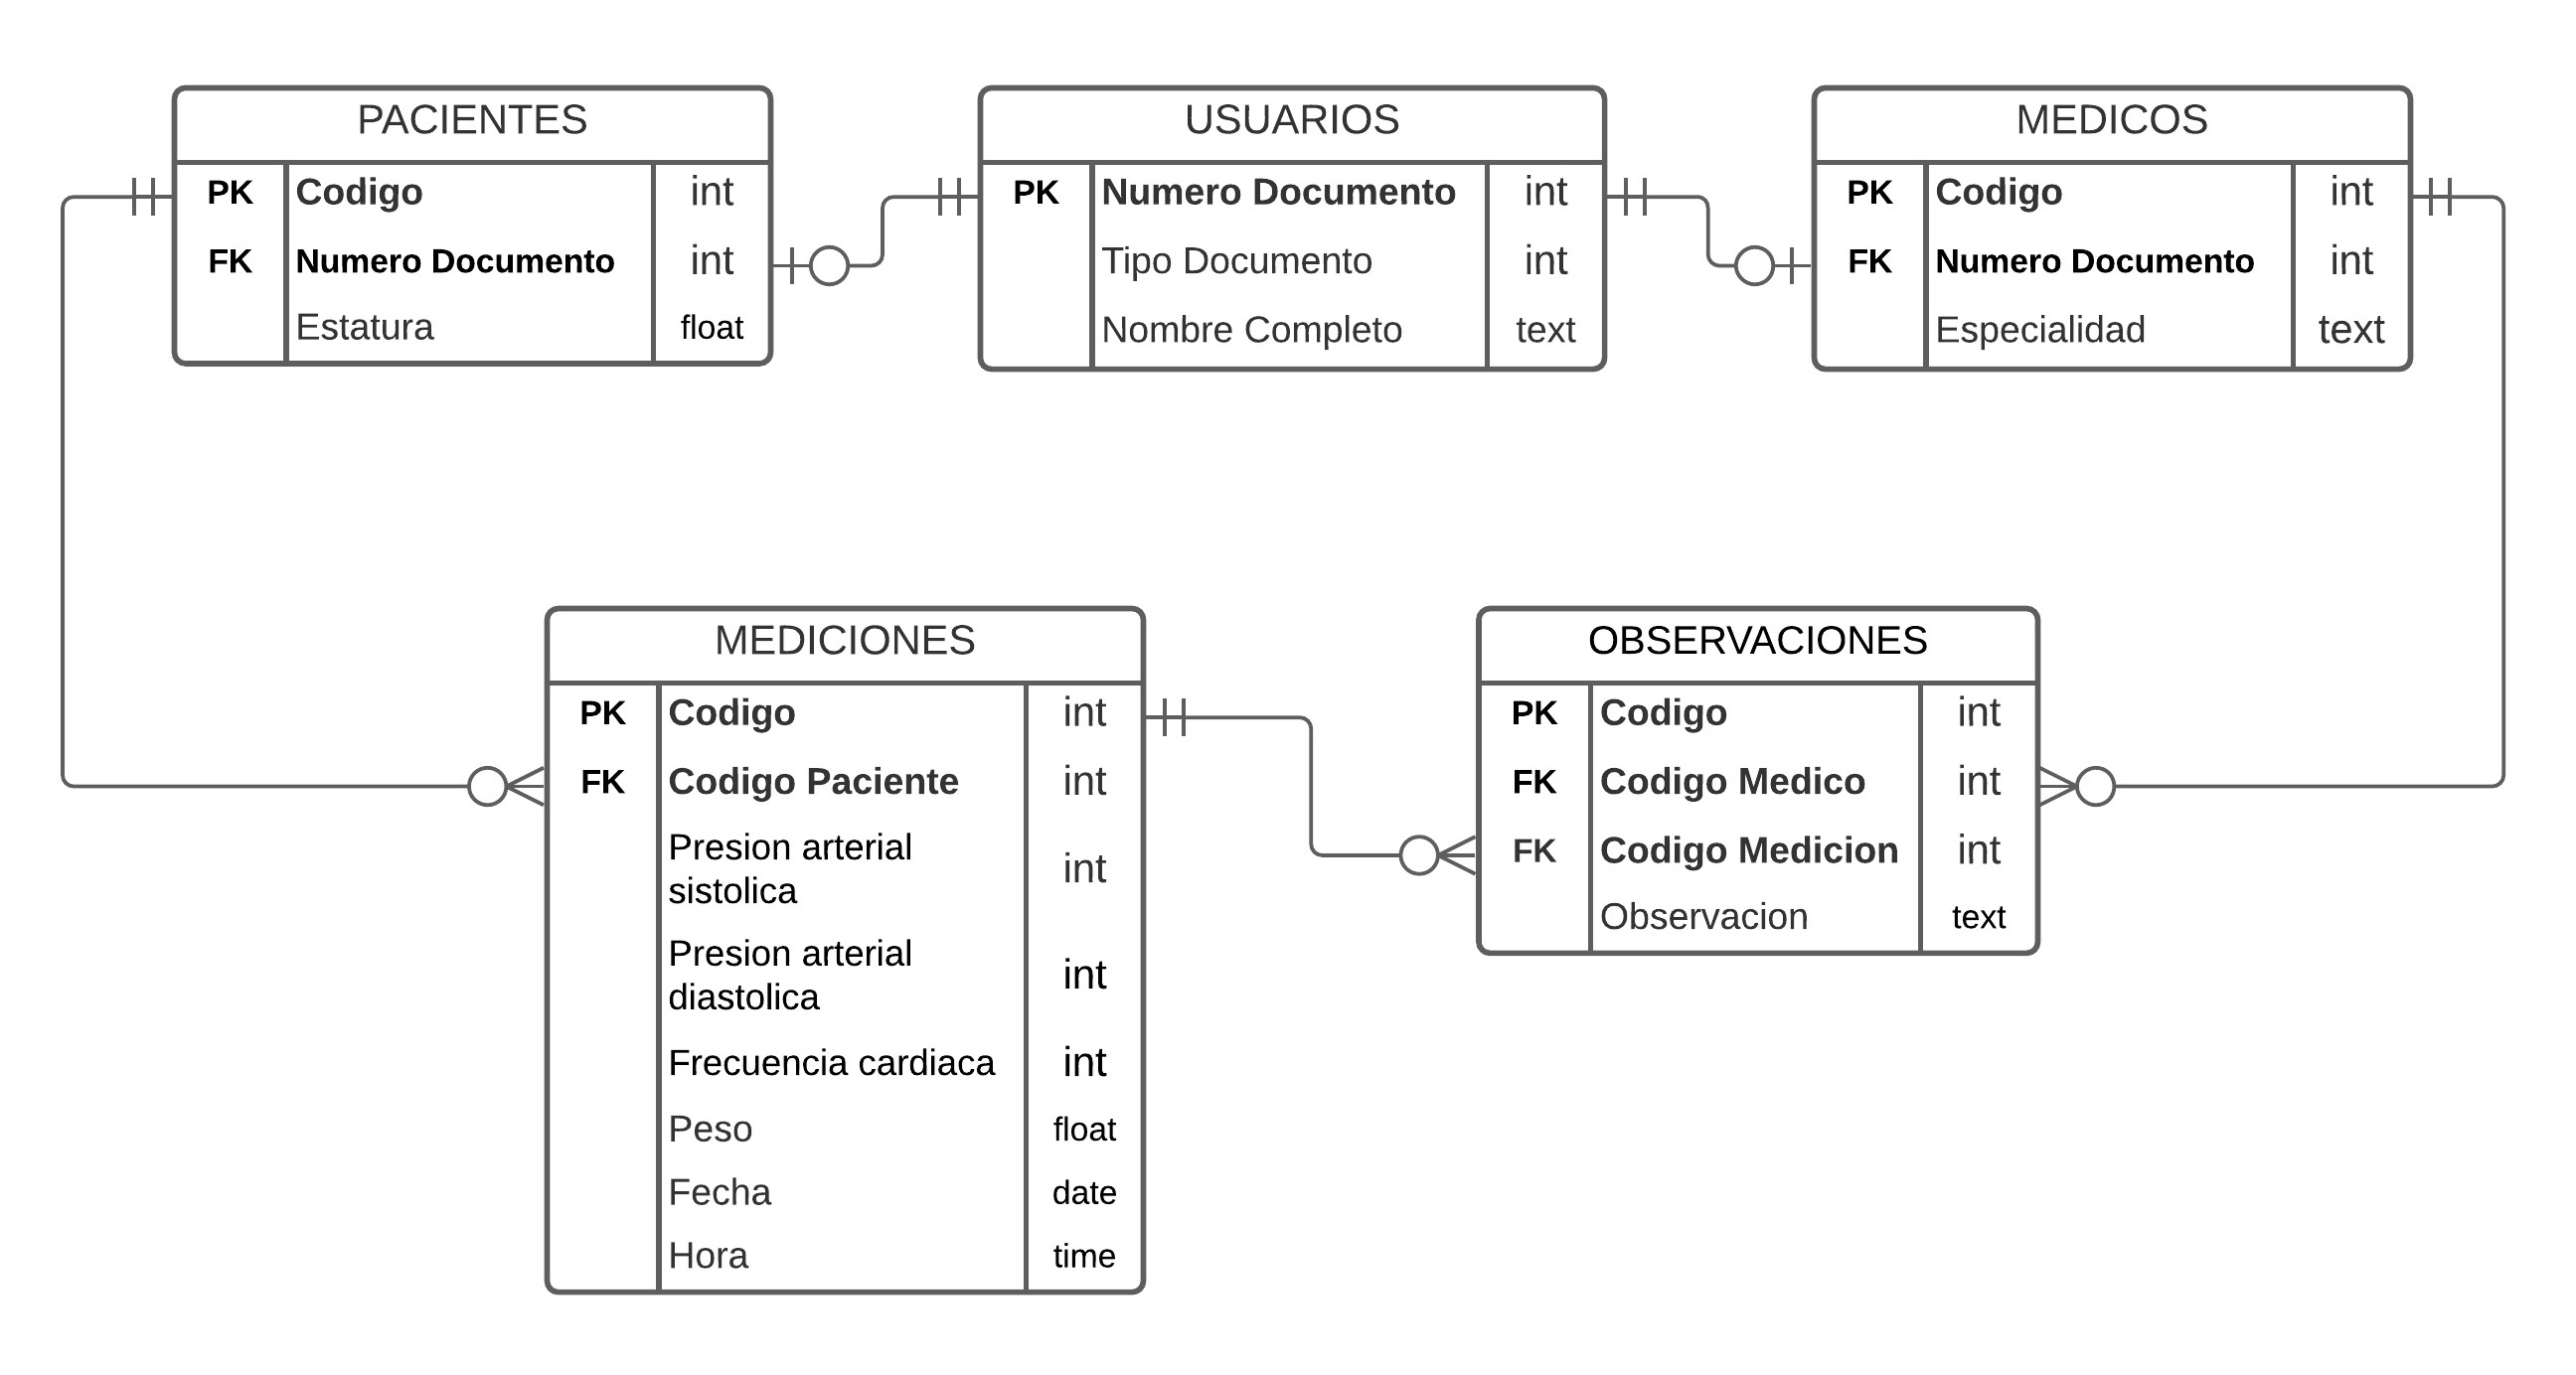 PACIENTES
PK Codigo int
FK Numero Documento int
Estatura float
USUARIOS
PK Numero Documento int
Tipo Documento int
Nombre Completo text
MEDICOS
PK Codigo int
FK Numero Documento int
Especialidad text
MEDICIONES
PK Codigo int
FK Codigo Paciente int
Presion arterial
sistolica
int
Presion arterial
diastolica
int
Frecuencia cardiaca int
Peso float
Fecha date
Hora time
OBSERVACIONES
PK Codigo int
FK Codigo Medico int
FK Codigo Medicion int
Observacion text